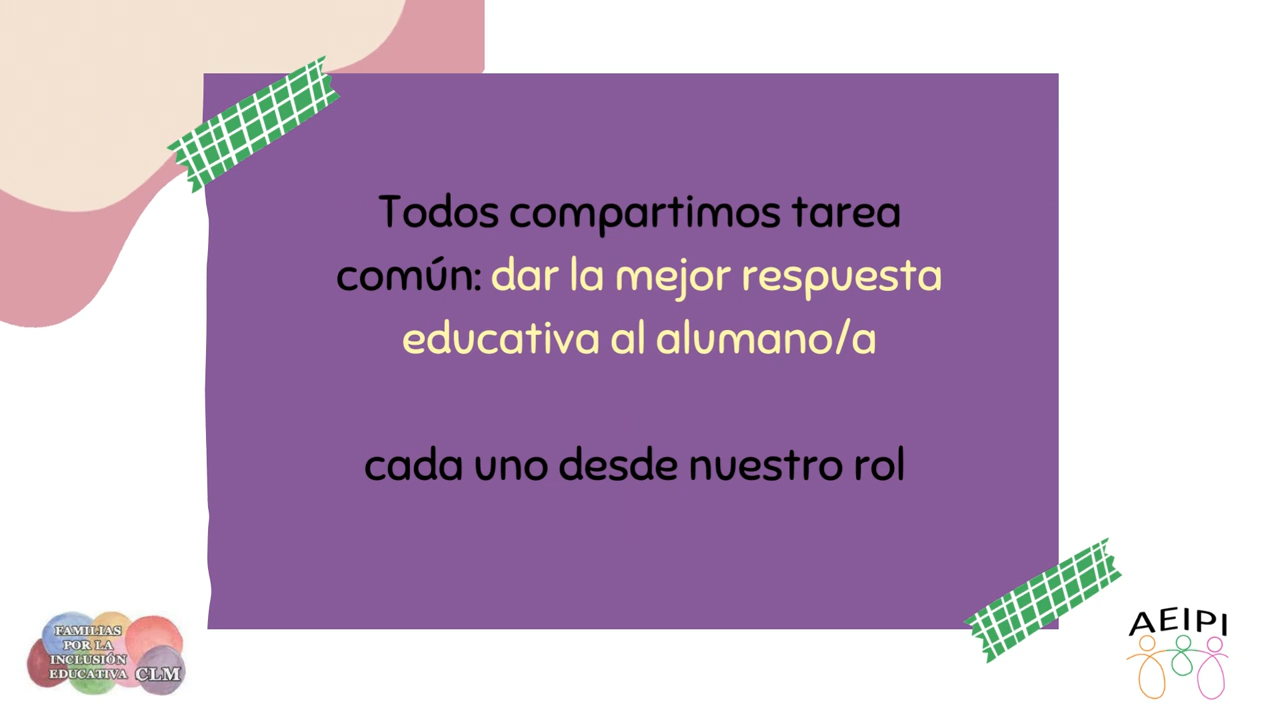 Todos compartimos tarea
común: dar la mejor respuesta
educativa al alumano/a
cada uno desde nuestro rol
FAMILIAS
POR LA
INCLUSIÓN
EDUCATIVA CLM
AEIPI